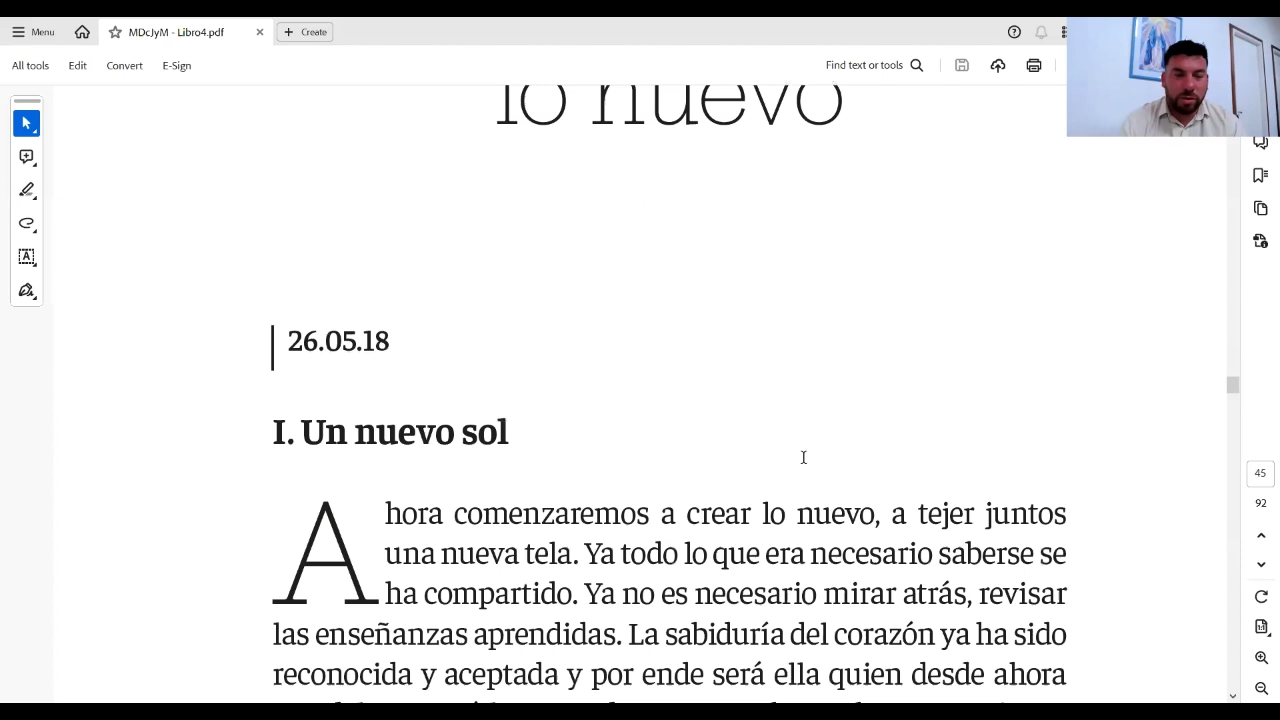 Menu
MDcJyM - Libro4.pdf
Create
All tools
Edit
Convert
E-Sign
Find text or tools
lo nuevo
26.05.18
I. Un nuevo sol
Ahora comenzaremos a crear lo nuevo, a tejer juntos
una nueva tela. Ya todo lo que era necesario saberse se
ha compartido. Ya no es necesario mirar atrás, revisar
las enseñanzas aprendidas. La sabiduría del corazón ya ha sido
reconocida y aceptada y por ende será ella quien desde ahora
45
92